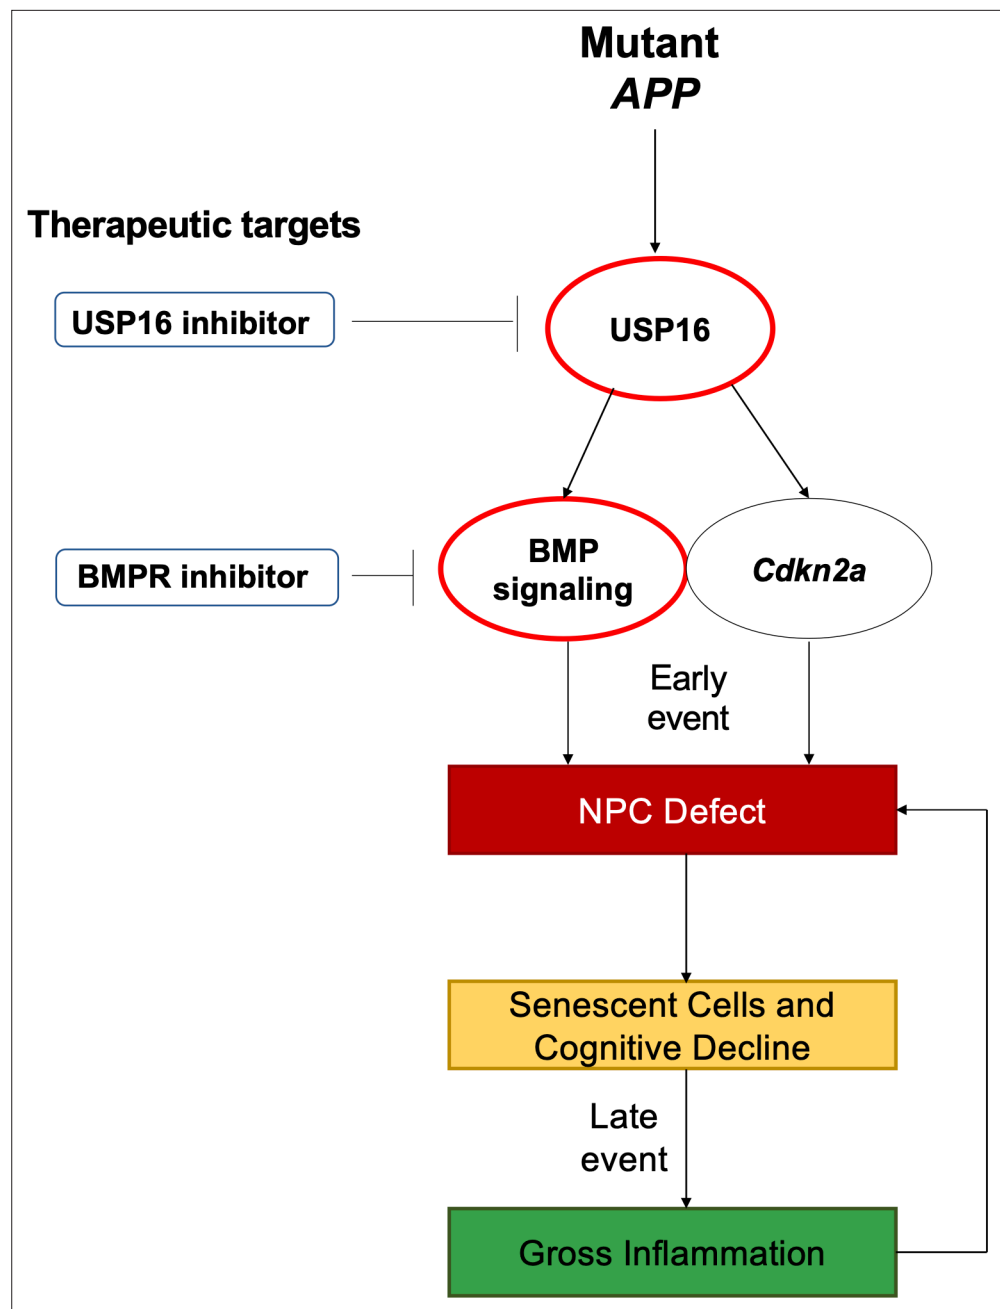 Mutant
APP
Therapeutic targets
USP16 inhibitor
USP16
BMPR inhibitor
BMP
signaling
Cdkn2a
Early
event
NPC Defect
Senescent Cells and
Cognitive Decline
Late
event
Gross Inflammation